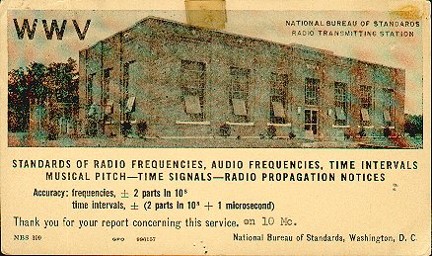 WWV
NATIONAL BUREAU OF STANDARDS
RADIO TRANSMITTING STATION
STANDARDS OF RADIO FREQUENCIES, AUDIO FREQUENCIES, TIME INTERVALS
MUSICAL PITCH—TIME SIGNALS—RADIO PROPAGATION NOTICES
Accuracy: frequencies, ± 2 parts in 10⁸
time intervals, ± (2 parts in 10⁸ + 1 microsecond)
Thank you for your report concerning this service. on 10 Mc.
NBS GPO National Bureau of Standards, Washington, D. C.